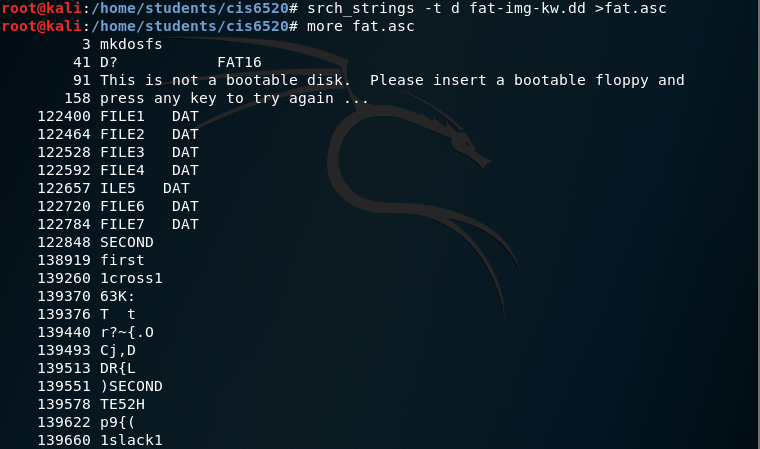 root@kali:/home/students/cis6520# srch_strings -t d fat-img-kw.dd >fat.asc
root@kali:/home/students/cis6520# more fat.asc
3 mkdosfs
41 D?           FAT16
91 This is not a bootable disk.  Please insert a bootable floppy and
158 press any key to try again ...
122400 FILE1   DAT
122464 FILE2   DAT
122528 FILE3   DAT
122592 FILE4   DAT
122657 ILE5   DAT
122720 FILE6   DAT
122784 FILE7   DAT
122848 SECOND
138919 first
139260 1cross1
139370 63K:
139376 T  t
139440 r?~{.O
139493 Cj,D
139513 DR{L
139551 )SECOND
139578 TE52H
139622 p9{(
139660 1slack1